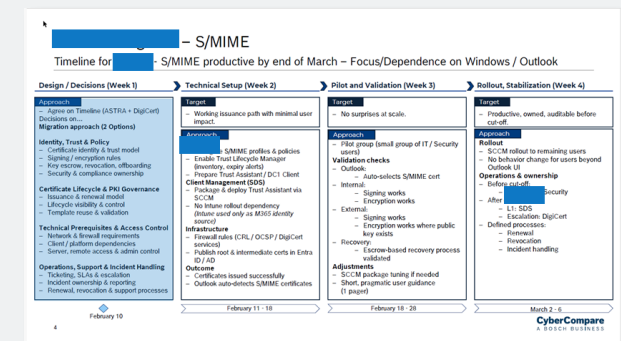 – S/MIME
Timeline for - S/MIME productive by end of March – Focus/Dependence on Windows / Outlook
Design / Decisions (Week 1)
Approach
– Agree on Timeline (ASTRA + DigiCert)
Decisions on...
Migration approach (2 Options)
Identity, Trust & Policy
– Certificate identity & trust model
– Signing / encryption rules
– Key escrow, revocation, offboarding
– Security & compliance ownership
Certificate Lifecycle & PKI Governance
– Issuance & renewal model
– Lifecycle visibility & control
– Template reuse & validation
Technical Prerequisites & Access Control
– Network & firewall requirements
– Client / platform dependencies
– Server, remote access & admin control
Operations, Support & Incident Handling
– Ticketing, SLAs & escalation
– Incident ownership & reporting
– Renewal, revocation & support processes
February 10
Technical Setup (Week 2)
Target
– Working issuance path with minimal user
impact.
Approach
S/MIME profiles & policies
– Enable Trust Lifecycle Manager
(inventory, expiry alerts)
– Prepare Trust Assistant / DC1 Client
Client Management (SDS)
– Package & deploy Trust Assistant via
SCCM
– No Intune rollout dependency
(Intune used only as M365 identity
source)
Infrastructure
– Firewall rules (CRL / OCSP / DigiCert
services)
– Publish root & intermediate certs in Entra
ID / AD
Outcome
– Certificates issued successfully
– Outlook auto-detects S/MIME certificates
February 11 - 18
Pilot and Validation (Week 3)
Target
– No surprises at scale.
Approach
– Pilot group (small group of IT / Security
users)
Validation checks
– Outlook:
– Auto-selects S/MIME cert
– Internal:
– Signing works
– Encryption works
– External:
– Signing works
– Encryption works where public
key exists
– Recovery:
– Escrow-based recovery process
validated
Adjustments
– SCCM package tuning if needed
– Short, pragmatic user guidance
(1 pager)
February 18 - 28
Rollout, Stabilization (Week 4)
Target
– Productive, owned, auditable before
cut-off.
Approach
Rollout
– SCCM rollout to remaining users
– No behavior change for users beyond
Outlook UI
Operations & ownership
– Before cut-off:
Security
– After
– L1: SDS
– Escalation: DigiCert
– Defined processes:
– Renewal
– Revocation
– Incident handling
March 2 - 6
4
CyberCompare
A BOSCH BUSINESS